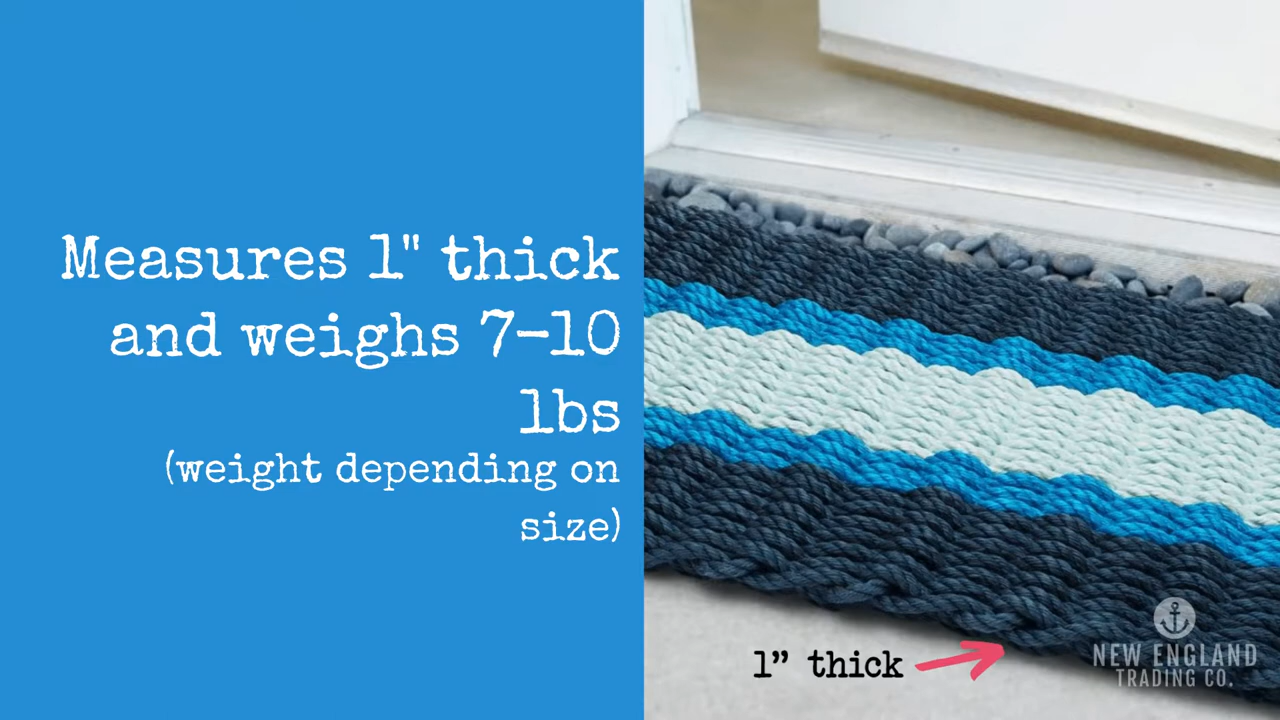 Measures 1" thick
and weighs 7-10
lbs
(weight depending on
size)
1” thick
NEW ENGLAND
TRADING CO.